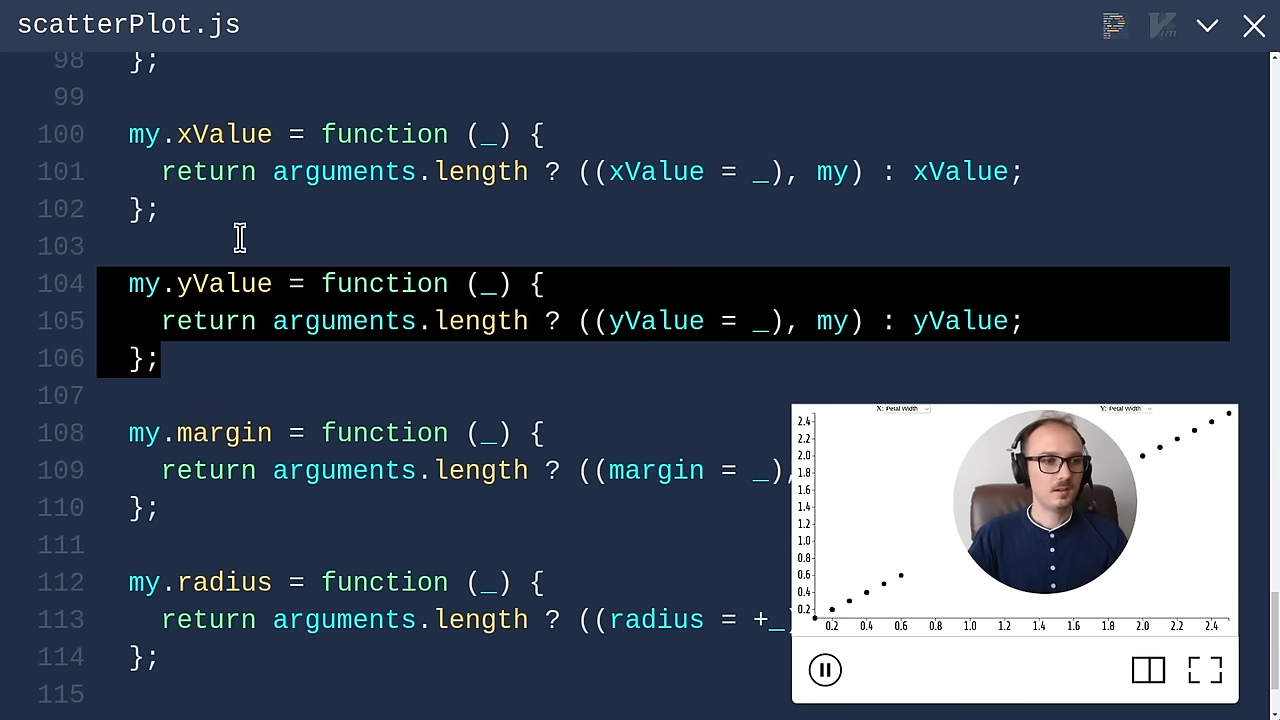 scatterPlot.js
98 };
99
100 my.xValue = function (_) {
101 return arguments.length ? ((xValue = _), my) : xValue;
102 };
103
104 my.yValue = function (_) {
105 return arguments.length ? ((yValue = _), my) : yValue;
106 };
107
108 my.margin = function (_) {
109 return arguments.length ? ((margin = _),
110 };
111
112 my.radius = function (_) {
113 return arguments.length ? ((radius = +_)
114 };
115
X: Petal Width
Y: Petal Width
2.4
2.2
2.0
1.8
1.6
1.4
1.2
1.0
0.8
0.6
0.4
0.2
0.2 0.4 0.6 0.8 1.0 1.2 1.4 1.6 1.8 2.0 2.2 2.4